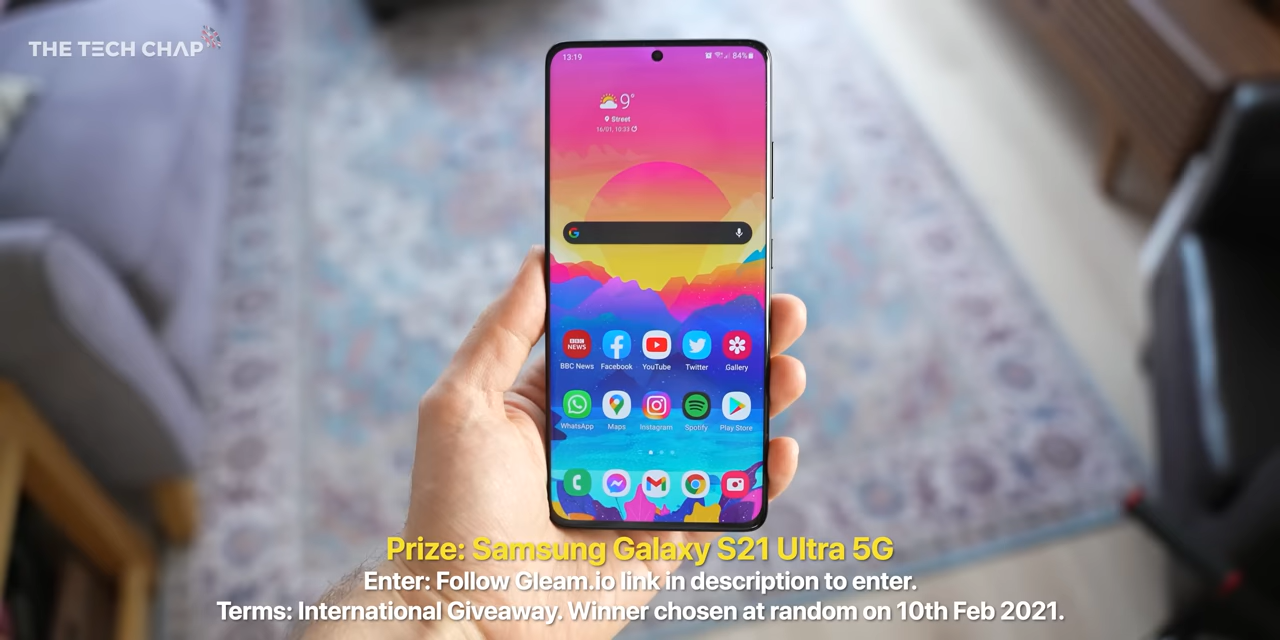 THE TECH CHAP
13:19
84%
9°
Street
16/01, 10:33
BBC NEWS
BBC News Facebook YouTube Twitter Gallery
WhatsApp Maps Instagram Spotify Play Store
Prize: Samsung Galaxy S21 Ultra 5G
Enter: Follow Gleam.io link in description to enter.
Terms: International Giveaway. Winner chosen at random on 10th Feb 2021.